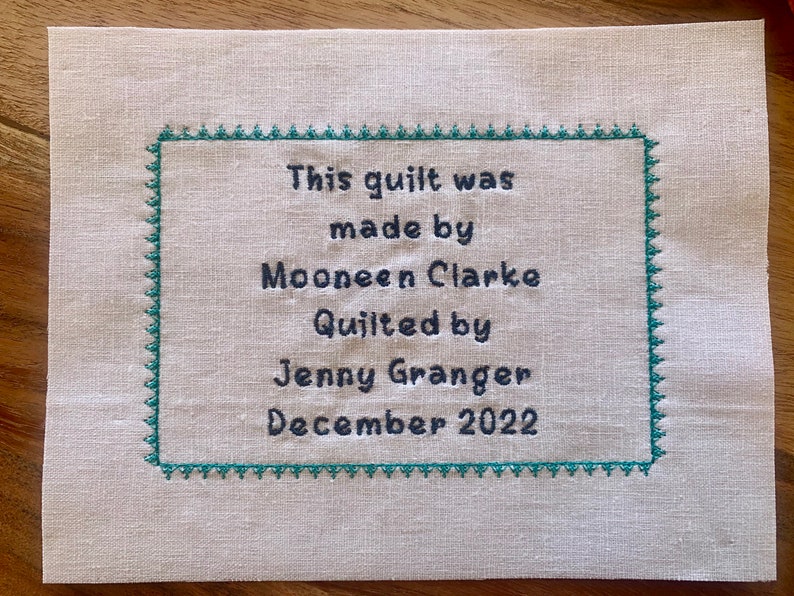 This quilt was
made by
Mooneen Clarke
Quilted by
Jenny Granger
December 2022